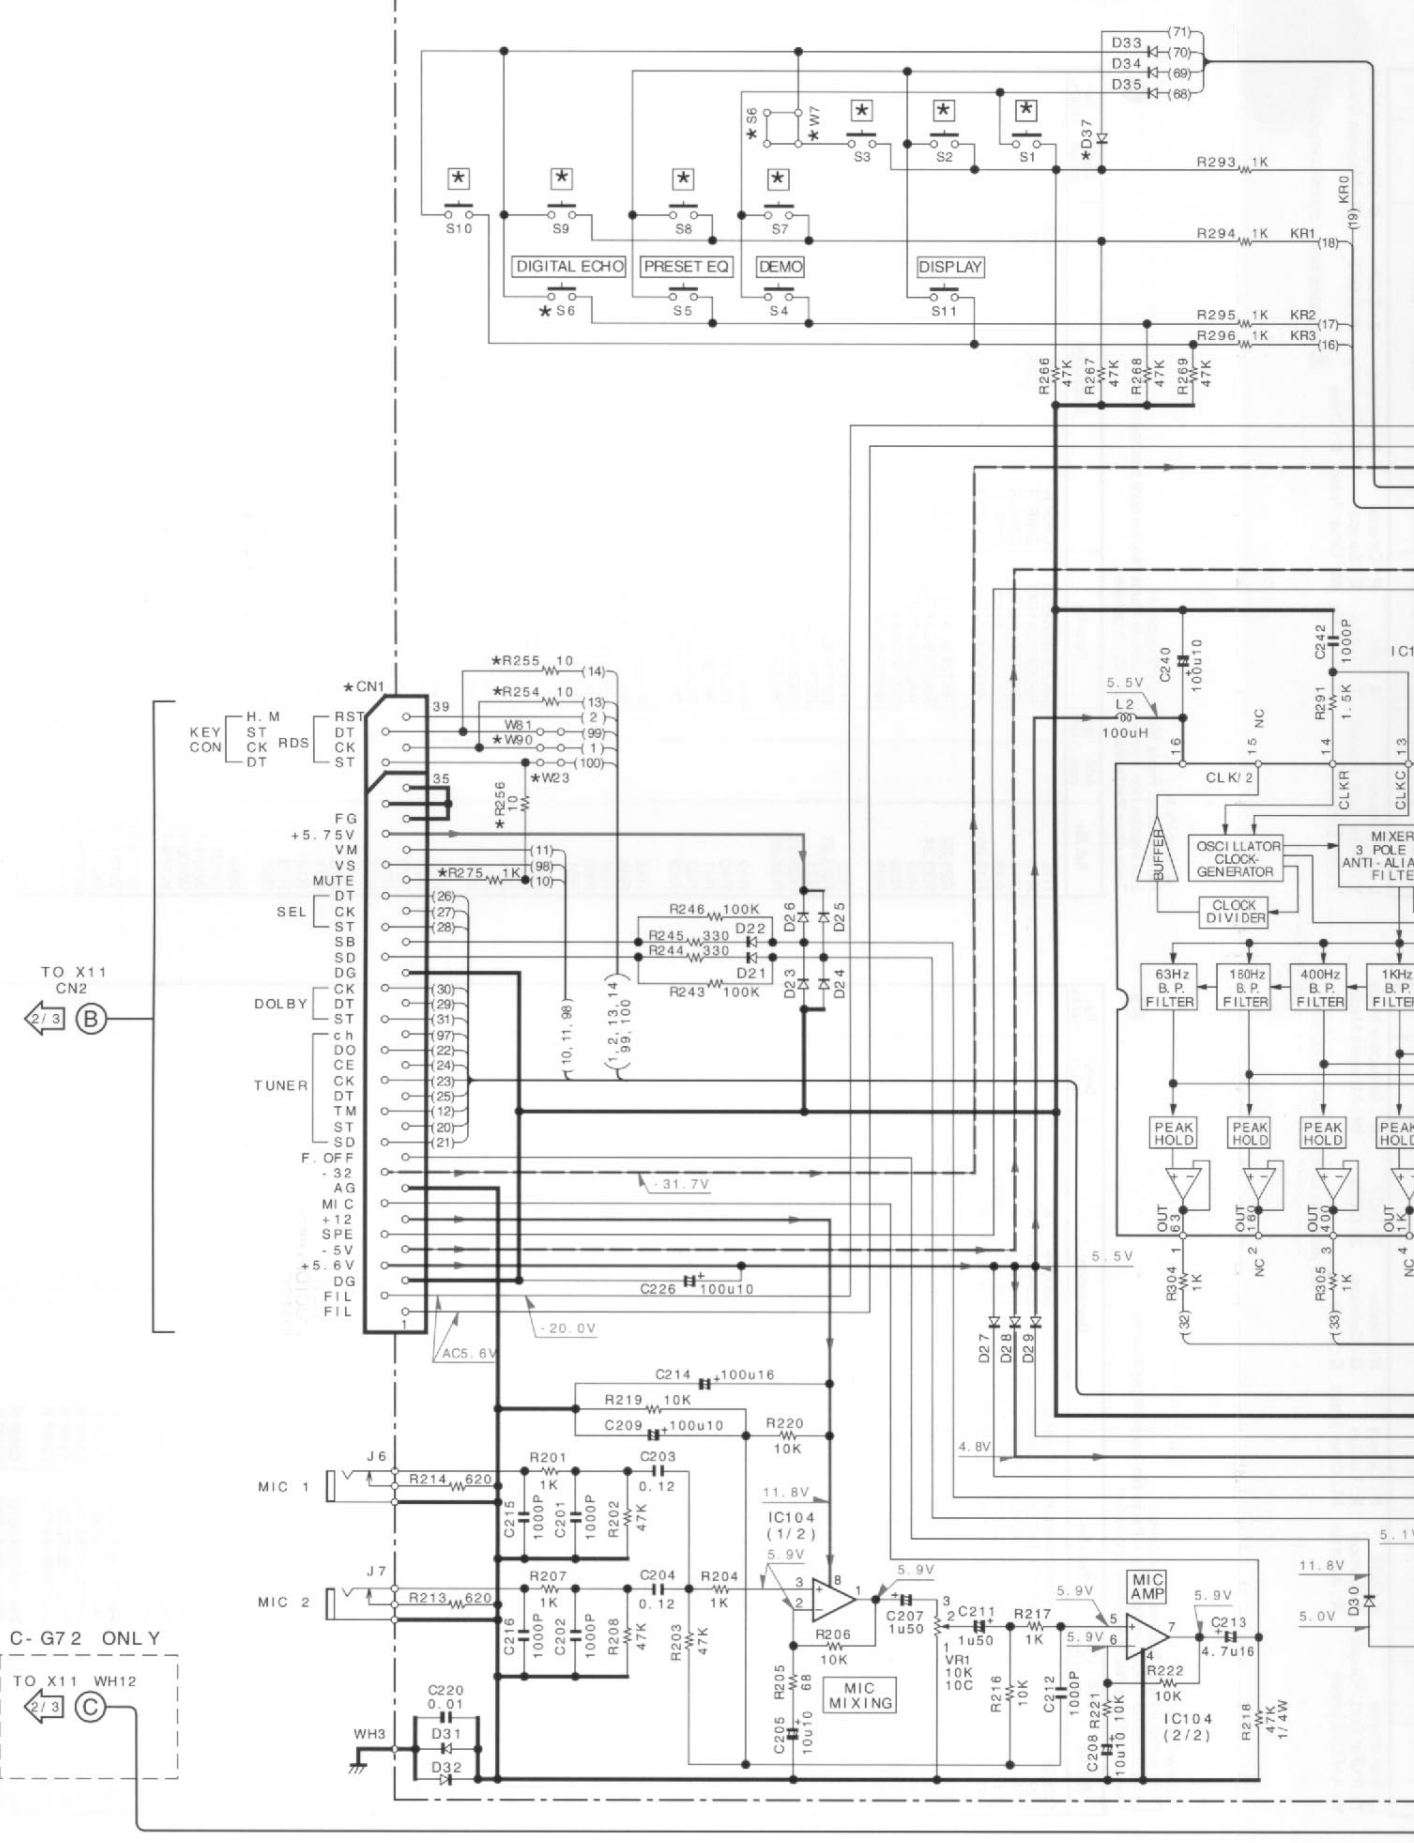 (71)
D33 (70)
D34 (69)
D35 (68)
*S6 *W7 * * * *D37
S3 S2 S1
R293 1K KR0 (19)
* * * *
S10 S9 S8 S7
R294 1K KR1 (18)
DIGITAL ECHO PRESET EQ DEMO DISPLAY
*S6 S5 S4 S11
R295 1K KR2 (17)
R296 1K KR3 (16)
R266 47K R267 47K R268 47K R269 47K
C240 100u10
C242 1000P
5.5V
L2
100uH
R291 1.5K
16 15 NC 14 13
*R255 10 (14)
*R254 10 (13)
*CN1 39
KEY CON
H.M
ST
CK
DT
RDS
RST (2)
DT W81 (99)
CK *W90 (1)
ST (100)
*W23
*R256 10
35
FG
+5.75V
VM (11)
VS (98)
MUTE *R275 1K (10)
SEL
DT (26)
CK (27)
ST (28)
SB
SD
DG
DOLBY
CK (30)
DT (29)
ST (31)
TUNER
ch (97)
DO (22)
CE (24)
CK (23)
DT (25)
TM (12)
ST (20)
SD (21)
F.OFF
-32
AG
MIC
+12
SPE
-5V
+5.6V
DG
FIL
FIL
1
TO X11
CN2
2/3 B
R246 100K
R245 330 D22
R244 330
D21
R243 100K
D26 D25
D23 D24
(10, 11, 98)
(1, 2, 13, 14, 99, 100)
-31.7V
C226 100u10
-20.0V
AC5.6V
CLK/2 CLKR CLKC
BUFFER
OSCILLATOR
CLOCK-
GENERATOR
CLOCK
DIVIDER
MIXER
3 POLE
63Hz
B.P.
FILTER
160Hz
B.P.
FILTER
400Hz
B.P.
FILTER
1KHz
B.P.
PEAK
HOLD
PEAK
HOLD
PEAK
HOLD
OUT 63 OUT 160 OUT 400 OUT 1K
1 NC 2 3 NC 4
5.5V
R304 1K R305 1K
(32) (33)
D27 D28 D29
C214 100u16
R219 10K
C209 100u10 R220
10K
4.8V
11.8V
IC104
(1/2)
5.9V
MIC 1 J6
R214 620
R201
1K
C203
0.12
C215 1000P C201 1000P R202 47K
MIC 2 J7
R213 620
R207
1K
C204
0.12
R204
1K
C216 1000P C202 1000P R208 47K
R203 47K
3 2 8 1
5.9V
R206
10K
R205 68
C205 10u10
MIC
MIXING
C207
1u50
3
2
1
VR1
10K
10C
C211
1u50
R217
1K
R216 10K
C212 1000P
5.9V
5.9V
5 6 7 4
MIC
AMP
5.9V
C213
4.7u16
R222
10K
R221 10K
C208 10u10
IC104
(2/2)
R218 47K 1/4W
11.8V
5.0V
D30
C-G72 ONLY
TO X11 WH12
2/3 C
WH3
C220
0.01
D31
D32